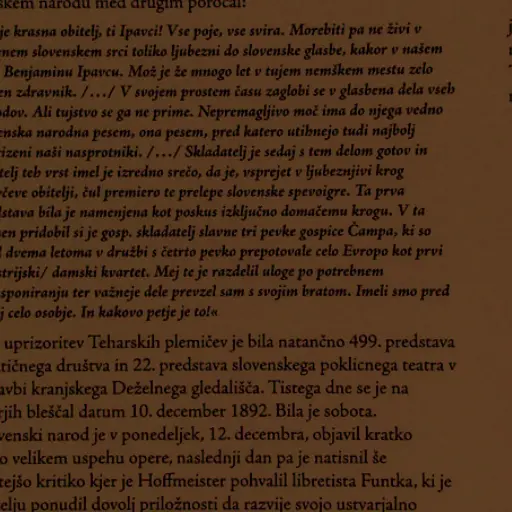 skem narodu med drugim poročal:
je krasna obitelj, ti Ipavci! Vse poje, vse svira. Morebiti pa ne živi v
nem slovenskem srci toliko ljubezni do slovenske glasbe, kakor v našem
Benjaminu Ipavcu. Mož je že mnogo let v tujem nemškem mestu zelo
en zdravnik. /…/ V svojem prostem času zaglobi se v glasbena dela vseh
odov. Ali tujstvo se ga ne prime. Nepremagljivo moč ima do njega vedno
enska narodna pesem, ona pesem, pred katero utihnejo tudi najbolj
rizeni naši nasprotniki. /…/ Skladatelj je sedaj s tem delom gotov in
telj teh vrst imel je izredno srečo, da je, vsprejet v ljubeznjivi krog
včeve obitelji, čul premiero te prelepe slovenske spevoigre. Ta prva
dstava bila je namenjena kot poskus izključno domačemu krogu. V ta
en pridobil si je gosp. skladatelj slavne tri pevke gospice Čampa, ki so
d dvema letoma v družbi s četrto pevko prepotovale celo Evropo kot prvi
strijski/ damski kvartet. Mej te je razdelil uloge po potrebnem
sponiranju ter važneje dele prevzel sam s svojim bratom. Imeli smo pred
j celo osobje. In kakovo petje je to!«
uprizoritev Teharskih plemičev je bila natančno 499. predstava
tičnega društva in 22. predstava slovenskega poklicnega teatra v
avbi kranjskega Deželnega gledališča. Tistega dne se je na
rjih bleščal datum 10. december 1892. Bila je sobota.
venski narod je v ponedeljek, 12. decembra, objavil kratko
o velikem uspehu opere, naslednji dan pa je natisnil še
tejšo kritiko kjer je Hoffmeister pohvalil libretista Funtka, ki je
elju ponudil dovolj priložnosti da razvije svojo ustvarjalno